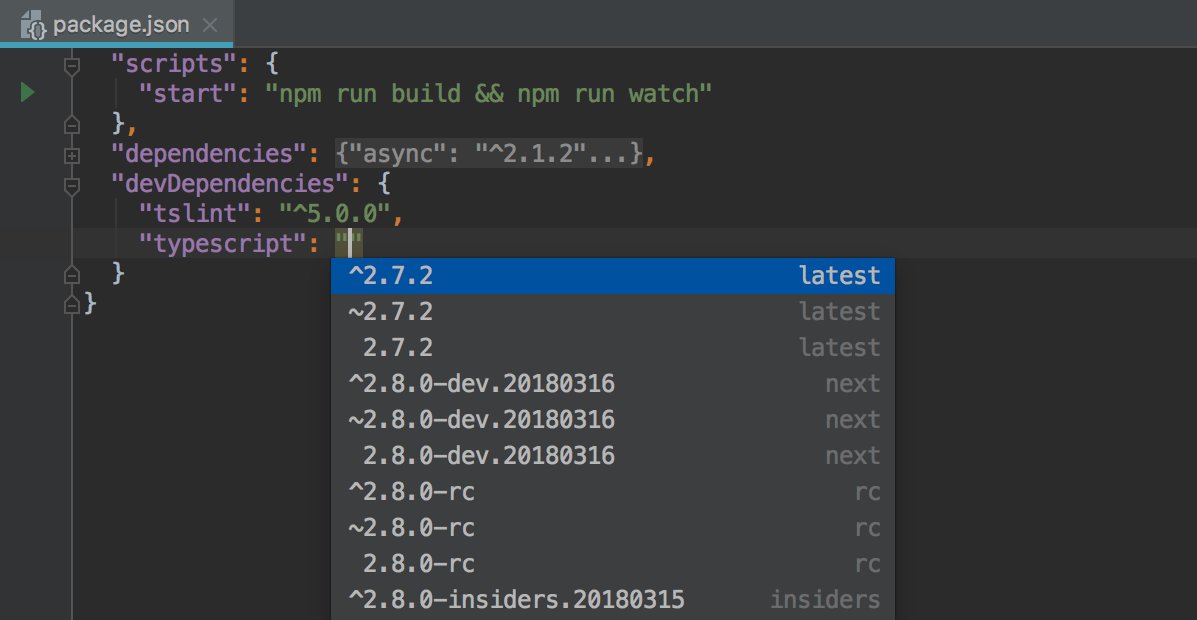 package.json
"scripts": {
"start": "npm run build && npm run watch"
},
"dependencies": {"async": "^2.1.2"...},
"devDependencies": {
"tslint": "^5.0.0",
"typescript": ""
}
}
^2.7.2 latest
~2.7.2 latest
2.7.2 latest
^2.8.0-dev.20180316 next
~2.8.0-dev.20180316 next
2.8.0-dev.20180316 next
^2.8.0-rc rc
~2.8.0-rc rc
2.8.0-rc rc
^2.8.0-insiders.20180315 insiders